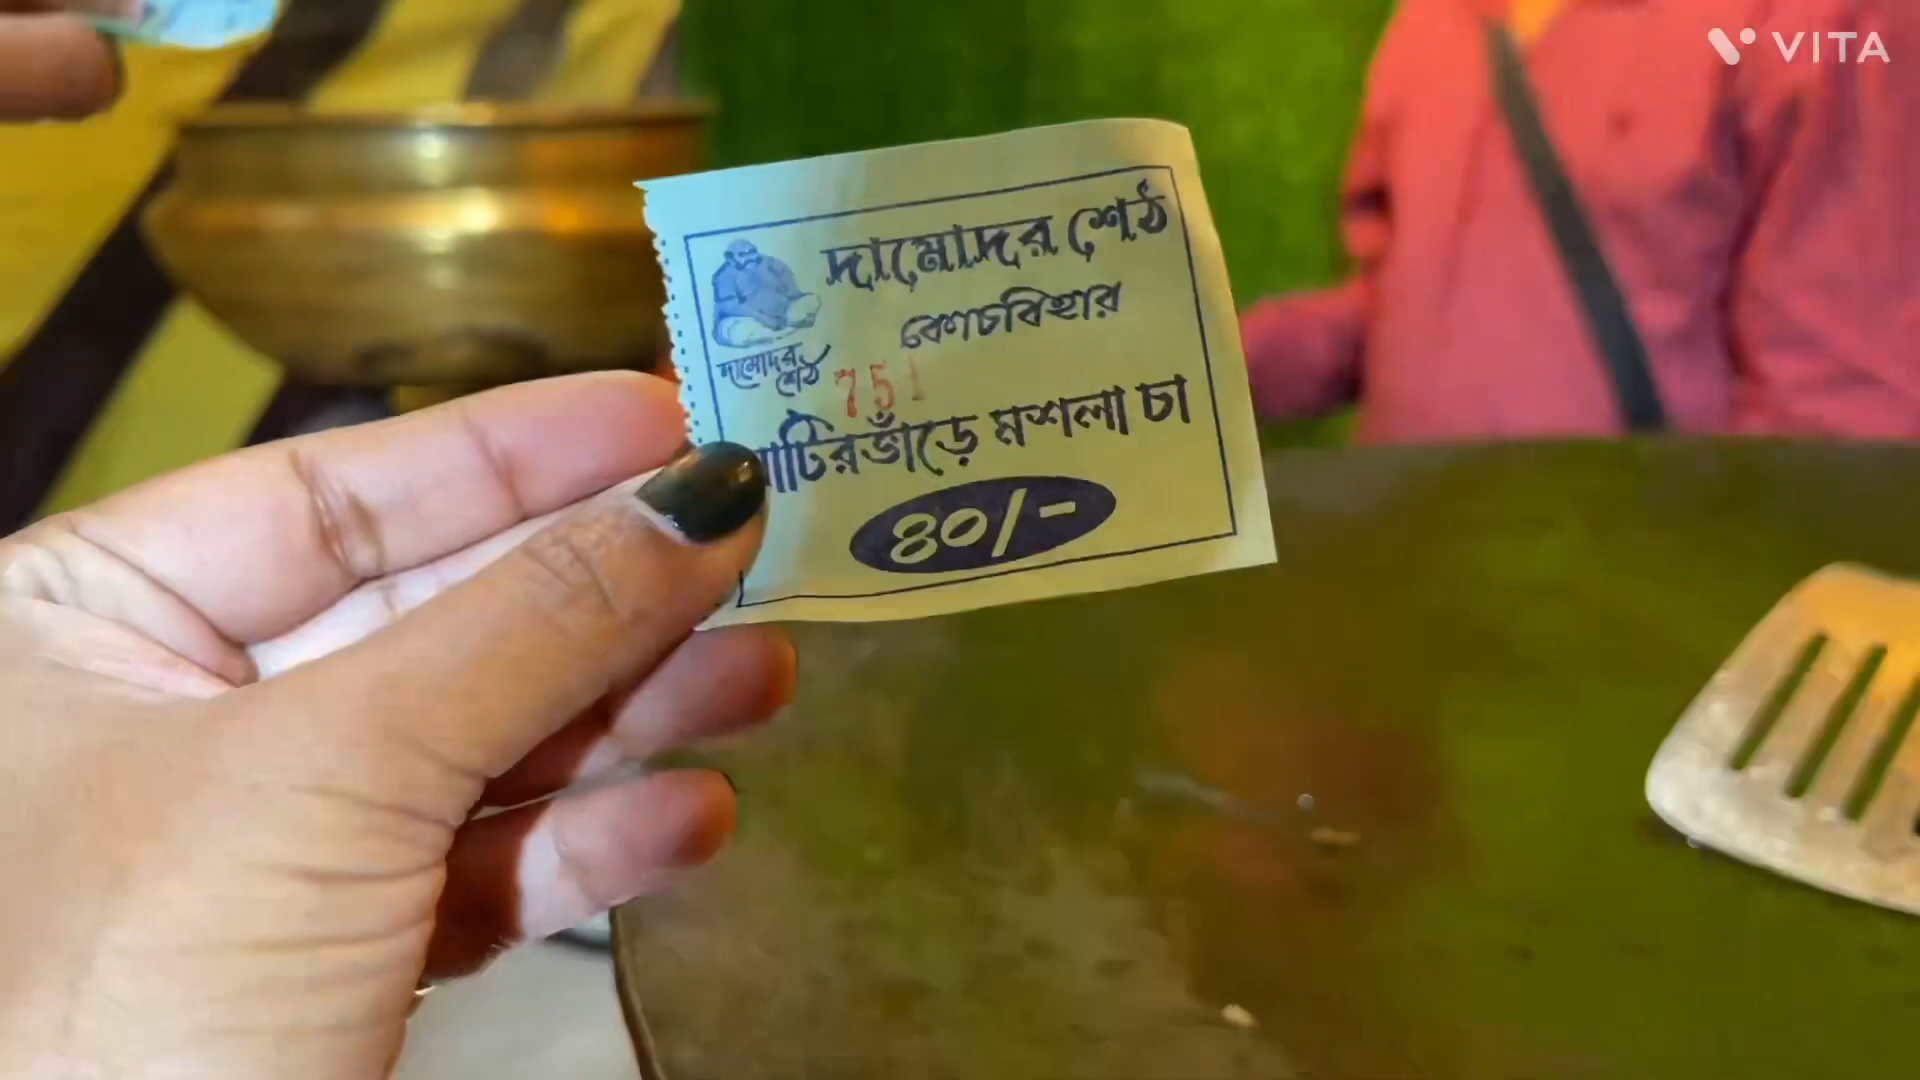 VITA
দামোদর শেঠ
কোচবিহার
দামোদর
শেঠ
751
মাটিরভাঁড়ে মশলা চা
৪০/-